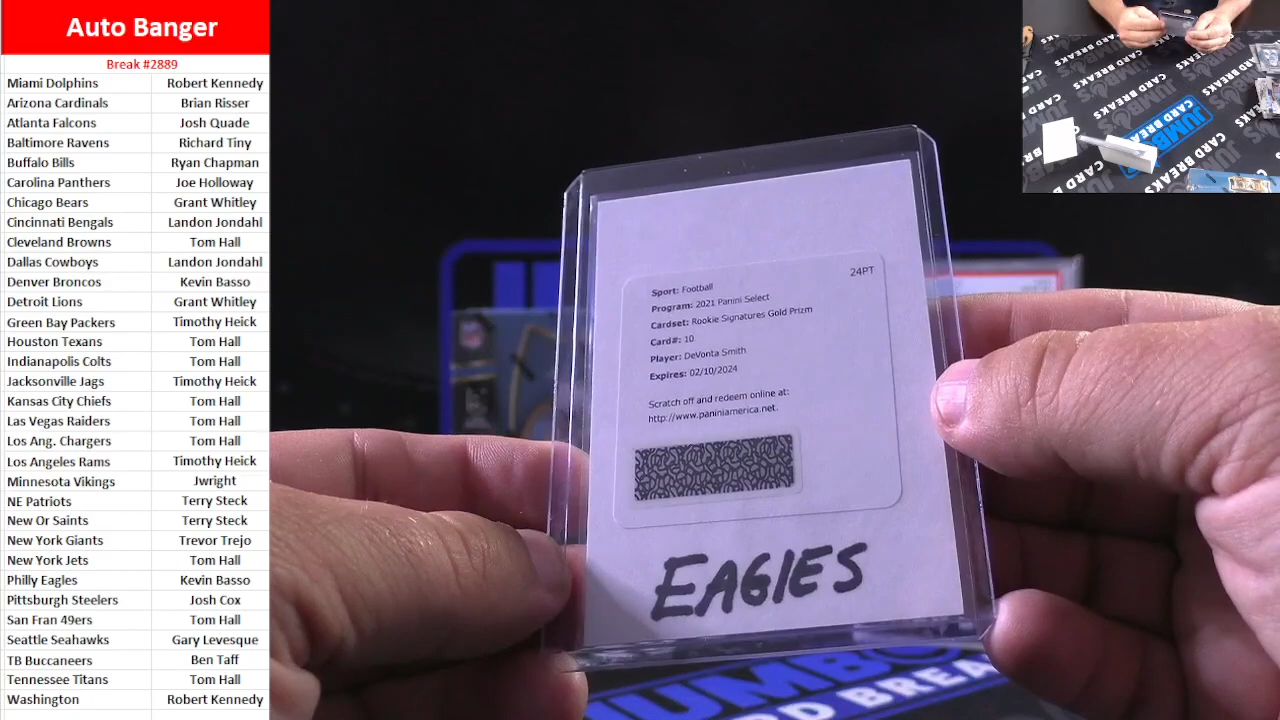 Auto Banger
Break #2889
Miami Dolphins Robert Kennedy
Arizona Cardinals Brian Risser
Atlanta Falcons Josh Quade
Baltimore Ravens Richard Tiny
Buffalo Bills Ryan Chapman
Carolina Panthers Joe Holloway
Chicago Bears Grant Whitley
Cincinnati Bengals Landon Jondahl
Cleveland Browns Tom Hall
Dallas Cowboys Landon Jondahl
Denver Broncos Kevin Basso
Detroit Lions Grant Whitley
Green Bay Packers Timothy Heick
Houston Texans Tom Hall
Indianapolis Colts Tom Hall
Jacksonville Jags Timothy Heick
Kansas City Chiefs Tom Hall
Las Vegas Raiders Tom Hall
Los Ang. Chargers Tom Hall
Los Angeles Rams Timothy Heick
Minnesota Vikings Jwright
NE Patriots Terry Steck
New Or Saints Terry Steck
New York Giants Trevor Trejo
New York Jets Tom Hall
Philly Eagles Kevin Basso
Pittsburgh Steelers Josh Cox
San Fran 49ers Tom Hall
Seattle Seahawks Gary Levesque
TB Buccaneers Ben Taff
Tennessee Titans Tom Hall
Washington Robert Kennedy
24PT
Sport: Football
Program: 2021 Panini Select
Cardset: Rookie Signatures Gold Prizm
Card#: 10
Player: DeVonta Smith
Expires: 02/10/2024
Scratch off and redeem online at:
http://www.paniniamerica.net.
EAGlES
JUMBO
CARD BREAKS